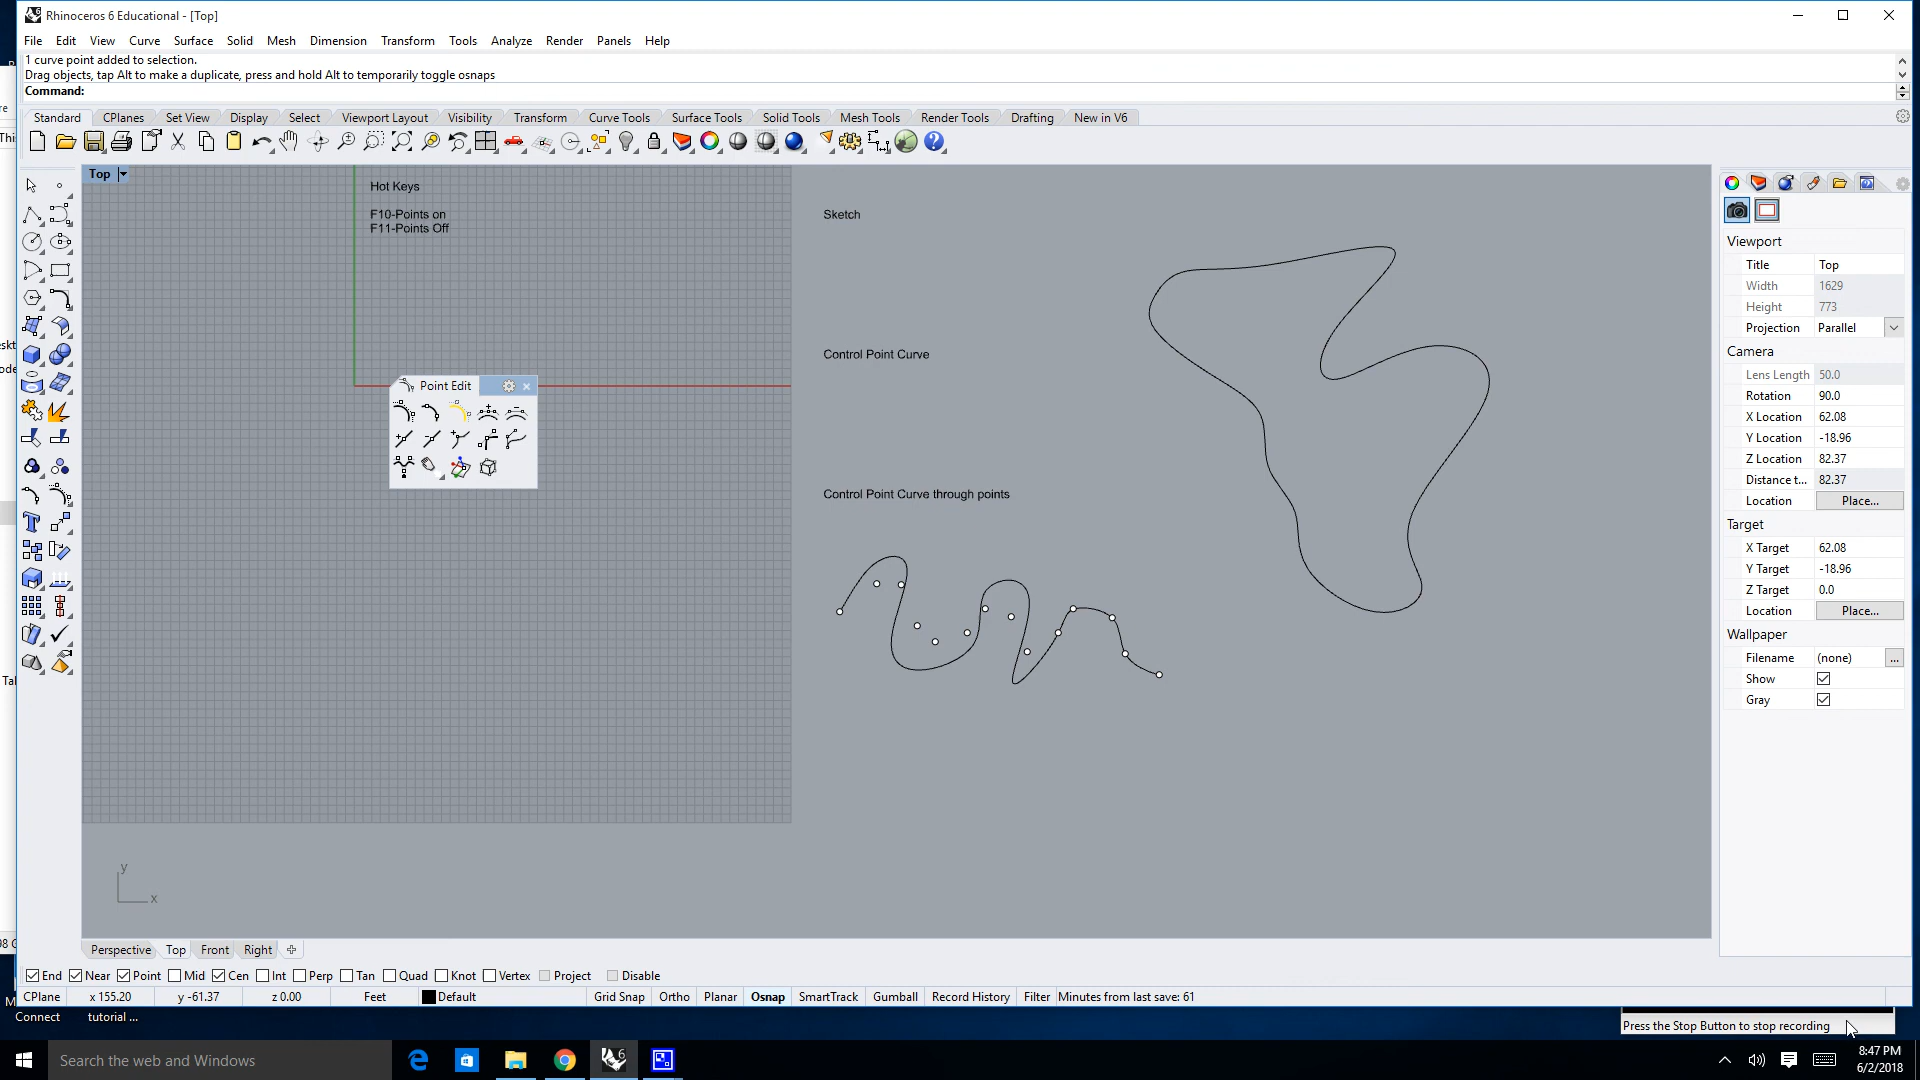 Rhinoceros 6 Educational - [Top]
File Edit View Curve Surface Solid Mesh Dimension Transform Tools Analyze Render Panels Help
1 curve point added to selection.
Drag objects, tap Alt to make a duplicate, press and hold Alt to temporarily toggle osnaps
Command:
Standard CPlanes Set View Display Select Viewport Layout Visibility Transform Curve Tools Surface Tools Solid Tools Mesh Tools Render Tools Drafting New in V6
Top
Hot Keys
F10-Points on
F11-Points Off
Point Edit
Sketch
Control Point Curve
Control Point Curve through points
y
x
Viewport
Title Top
Width 1629
Height 773
Projection Parallel
Camera
Lens Length 50.0
Rotation 90.0
X Location 62.08
Y Location -18.96
Z Location 82.37
Distance t... 82.37
Location Place...
Target
X Target 62.08
Y Target -18.96
Z Target 0.0
Location Place...
Wallpaper
Filename (none) ...
Show
Gray
Perspective Top Front Right
End Near Point Mid Cen Int Perp Tan Quad Knot Vertex Project Disable
CPlane x 155.20 y -61.37 z 0.00 Feet Default Grid Snap Ortho Planar Osnap SmartTrack Gumball Record History Filter Minutes from last save: 61
Connect tutorial ...
Press the Stop Button to stop recording
Search the web and Windows
6
8:47 PM
6/2/2018